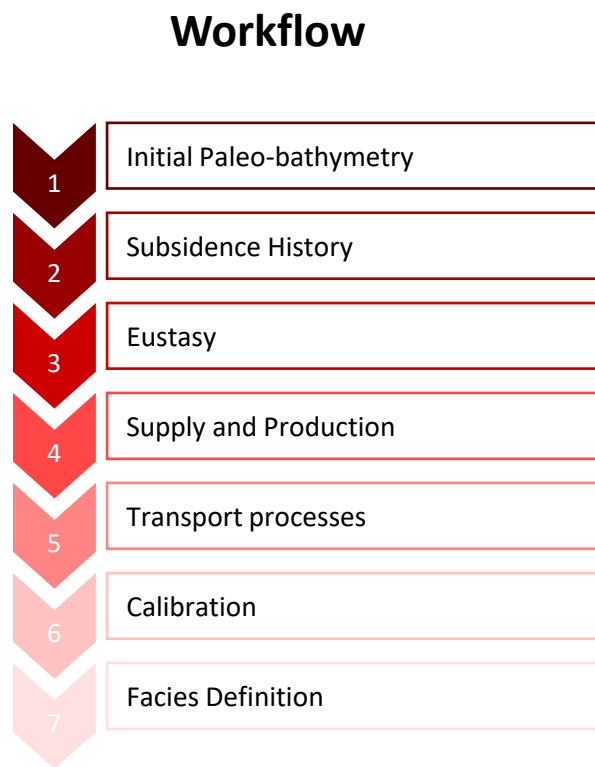 Workflow
1
Initial Paleo-bathymetry
2
Subsidence History
3
Eustasy
4
Supply and Production
5
Transport processes
6
Calibration
7
Facies Definition